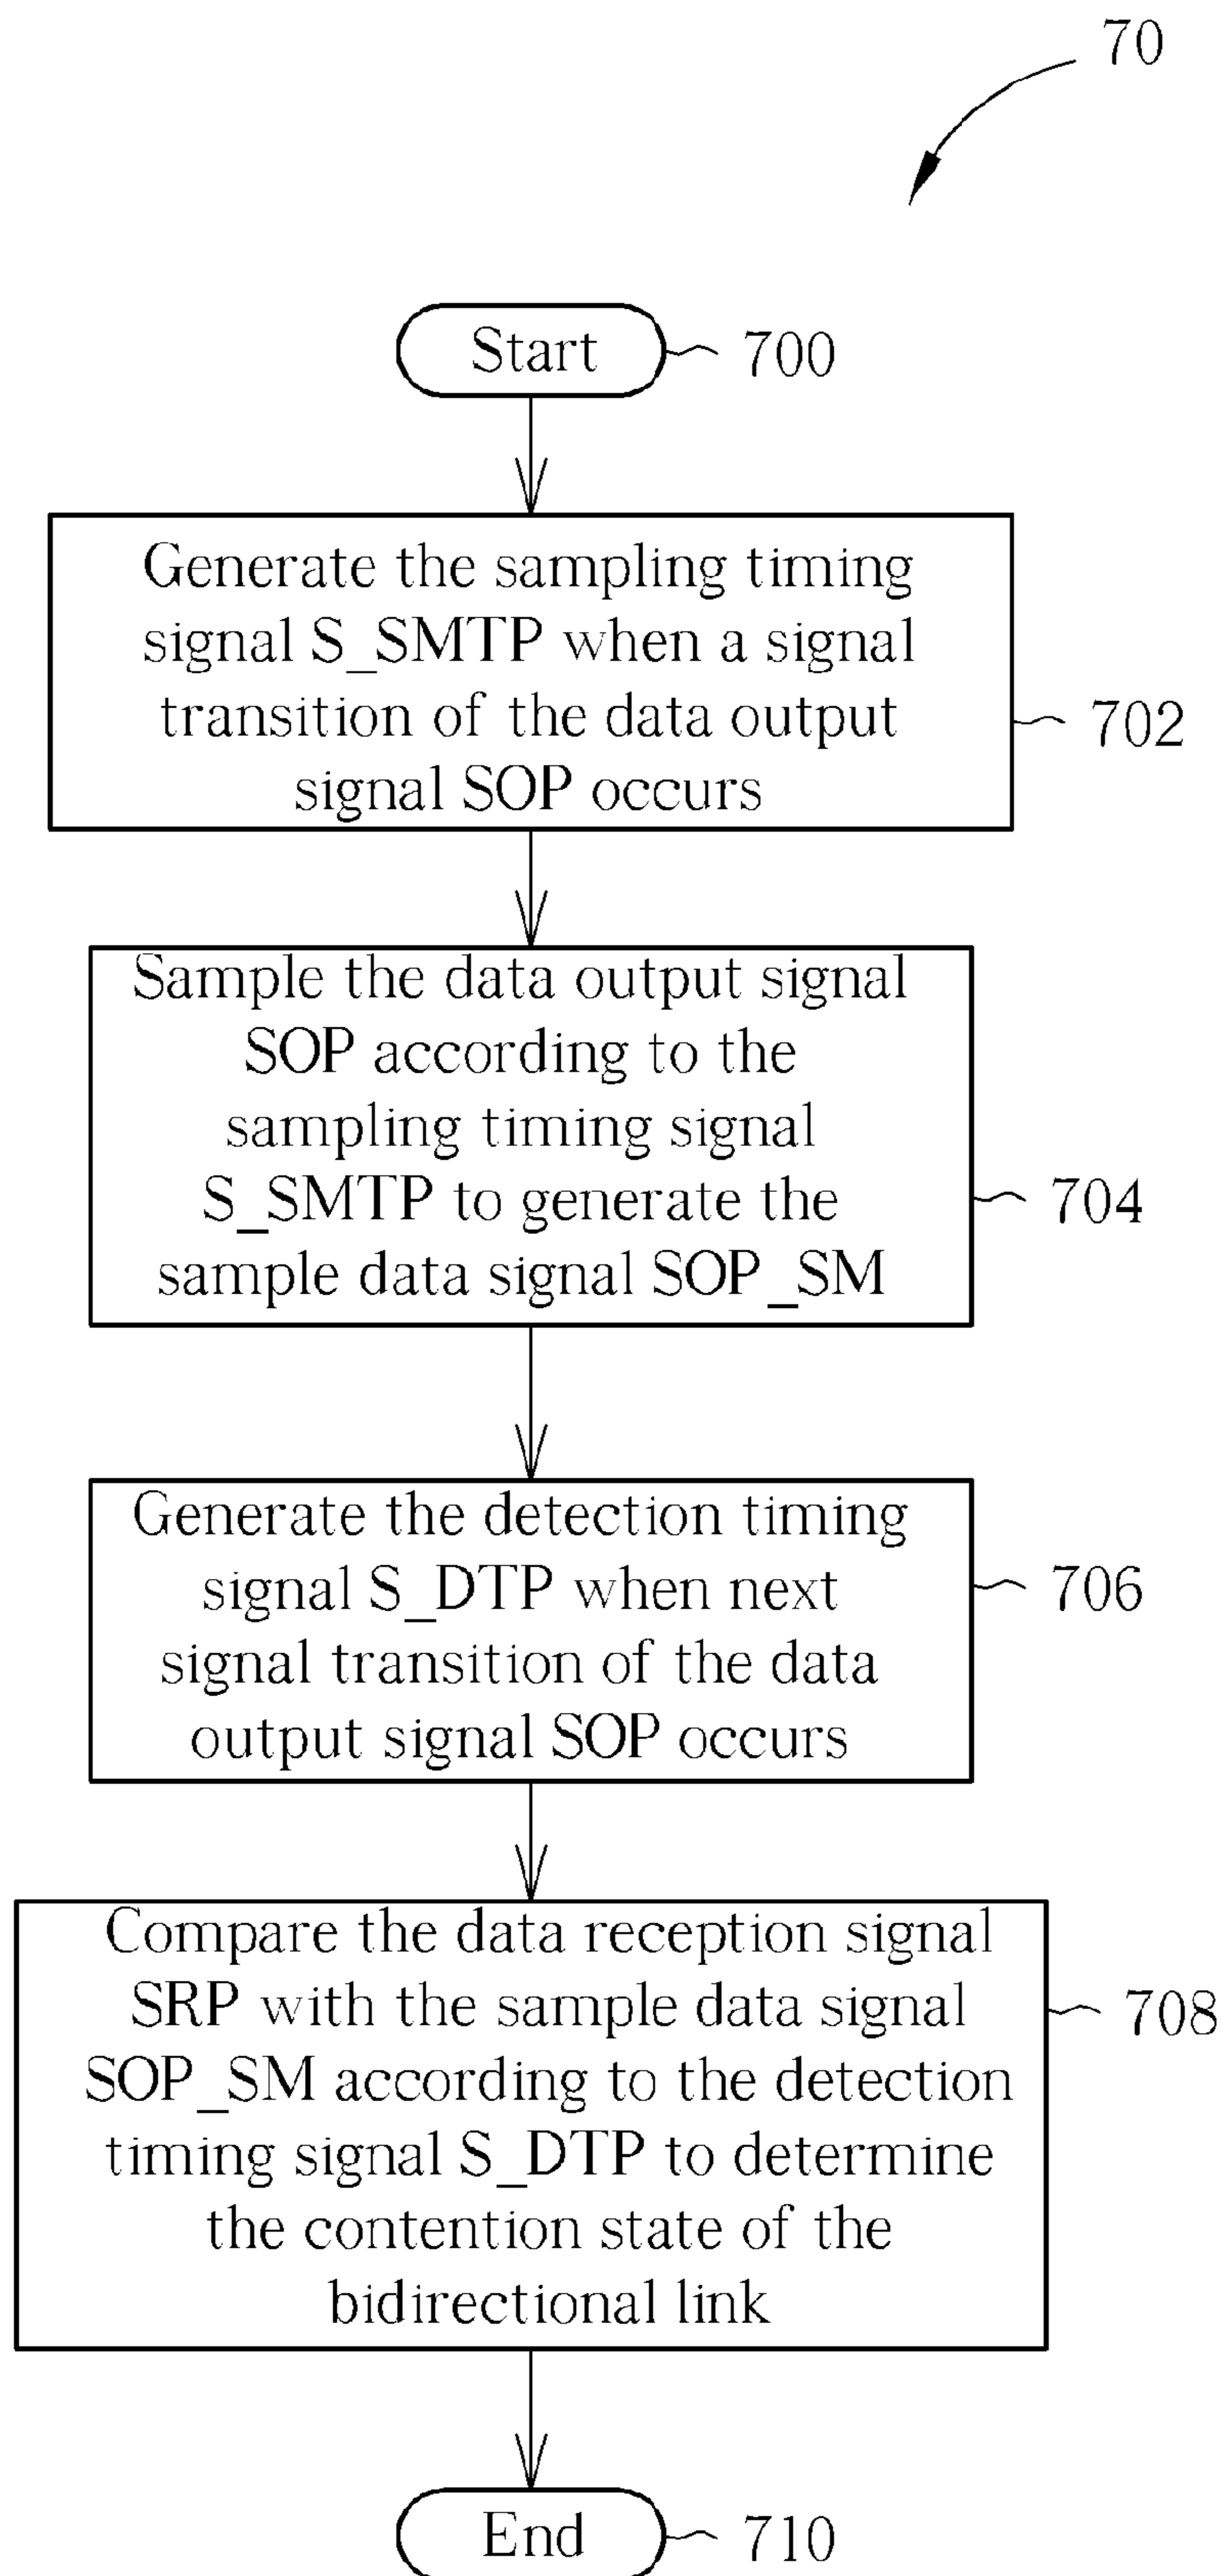 70
Start
700
Generate the sampling timing
signal S_SMTP when a signal
transition of the data output
signal SOP occurs
702
Sample the data output signal
SOP according to the
sampling timing signal
S_SMTP to generate the
sample data signal SOP_SM
704
Generate the detection timing
signal S_DTP when next
signal transition of the data
output signal SOP occurs
706
Compare the data reception signal
SRP with the sample data signal
SOP_SM according to the detection
timing signal S_DTP to determine
the contention state of the
bidirectional link
708
End
710